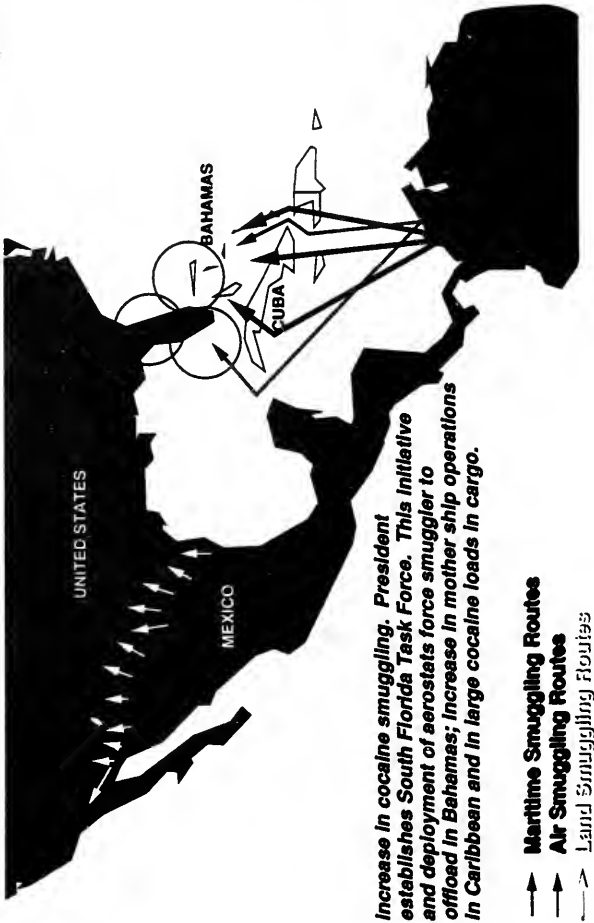 UNITED STATES
MEXICO
BAHAMAS
CUBA
Increase in cocaine smuggling. President
establishes South Florida Task Force. This initiative
and deployment of aerostats force smuggler to
offload in Bahamas; increase in mother ship operations
in Caribbean and in large cocaine loads in cargo.
Maritime Smuggling Routes
Air Smuggling Routes
Land Smuggling Routes